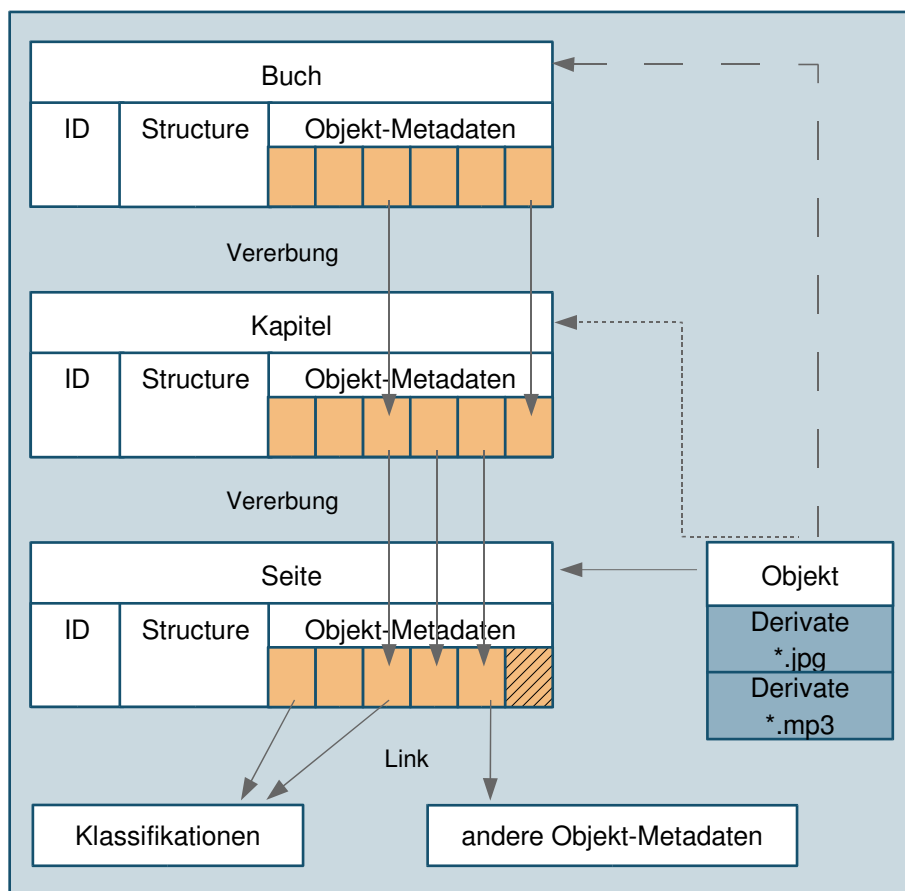 Buch
ID Structure Objekt-Metadaten
Vererbung
Kapitel
ID Structure Objekt-Metadaten
Vererbung
Seite
ID Structure Objekt-Metadaten
Objekt
Derivate
*.jpg
Derivate
*.mp3
Link
Klassifikationen
andere Objekt-Metadaten